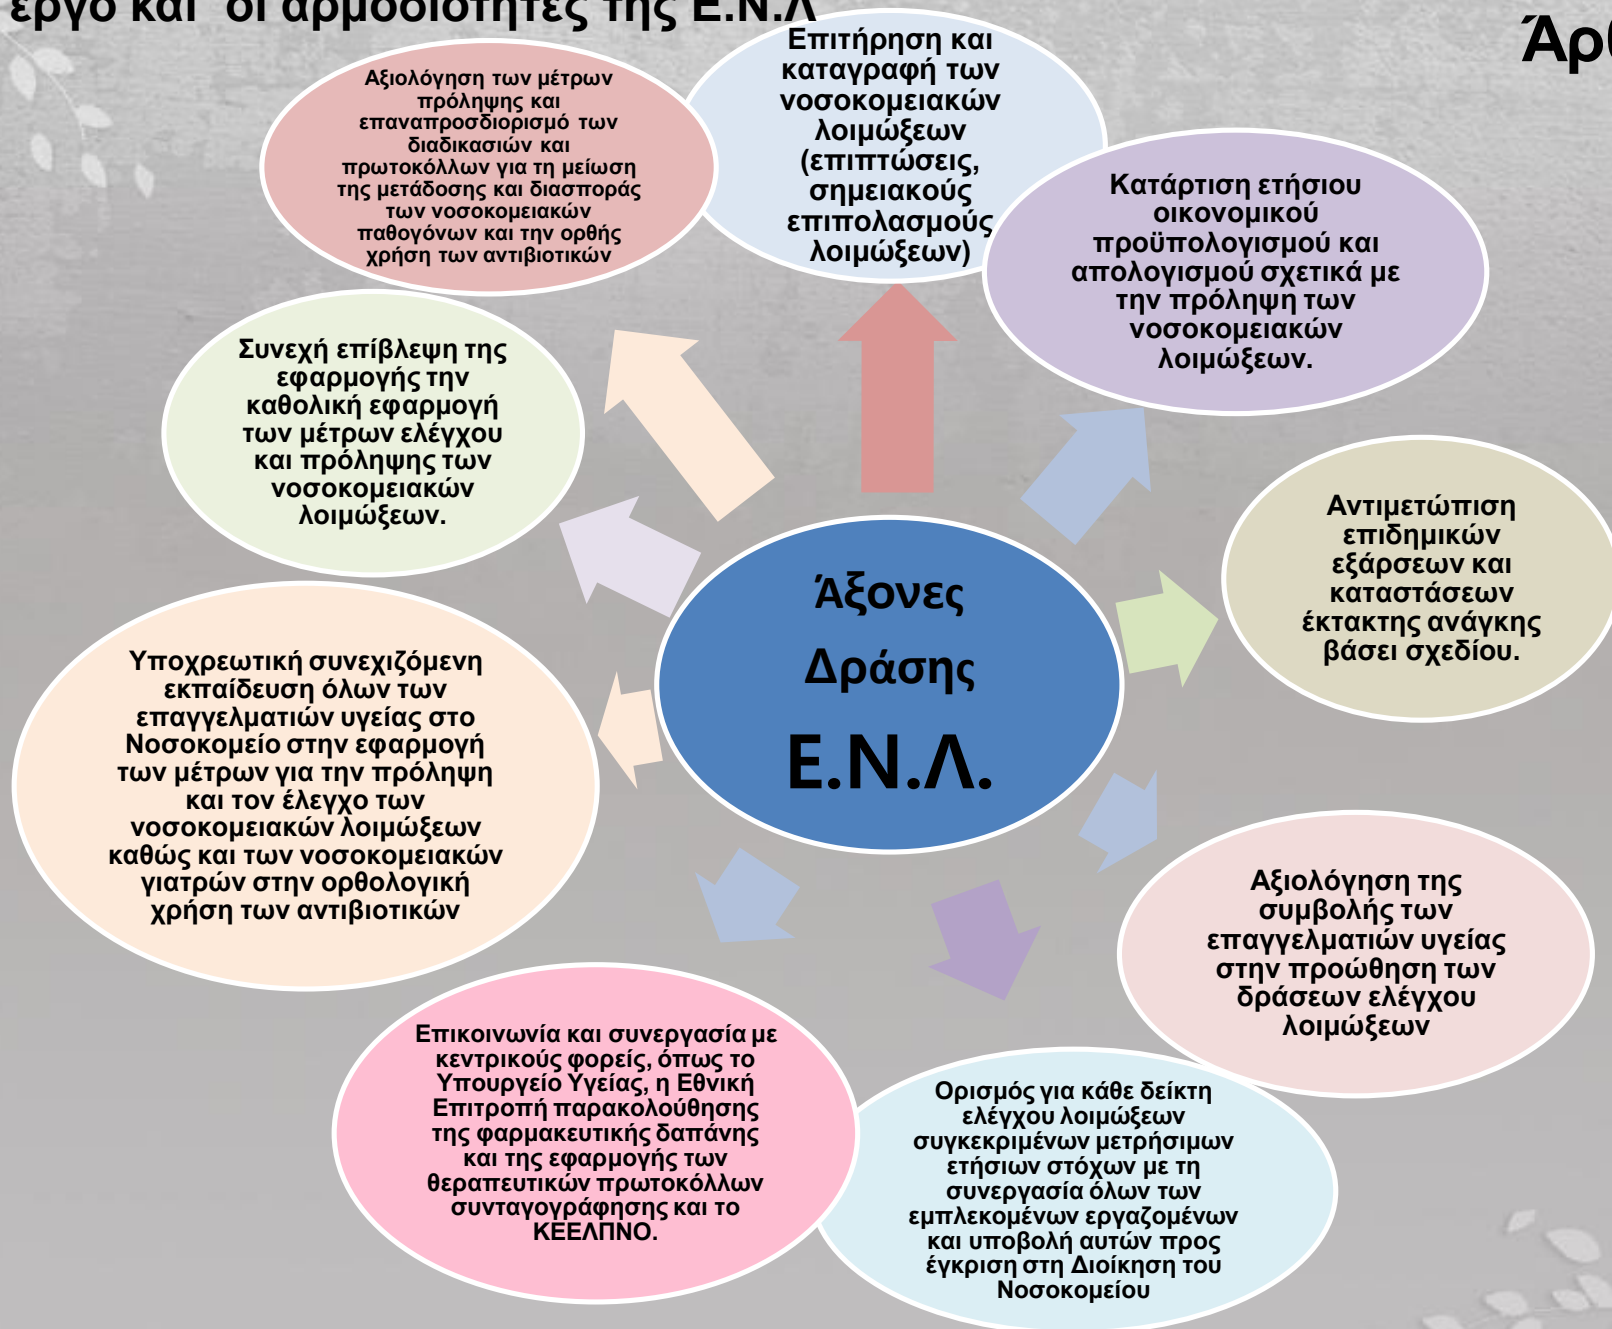 έργο και οι αρμοδιότητες της Ε.Ν.Λ
Επιτήρηση και
καταγραφή των
νοσοκομειακών
λοιμώξεων
(επιπτώσεις,
σημειακούς
επιπολασμούς
λοιμώξεων)
Κατάρτιση ετήσιου
οικονομικού
προϋπολογισμού και
απολογισμού σχετικά με
την πρόληψη των
νοσοκομειακών
λοιμώξεων.
Αντιμετώπιση
επιδημικών
εξάρσεων και
καταστάσεων
έκτακτης ανάγκης
βάσει σχεδίου.
Αξιολόγηση της
συμβολής των
επαγγελματιών υγείας
στην προώθηση των
δράσεων ελέγχου
λοιμώξεων
Ορισμός για κάθε δείκτη
ελέγχου λοιμώξεων
συγκεκριμένων μετρήσιμων
ετήσιων στόχων με τη
συνεργασία όλων των
εμπλεκομένων εργαζομένων
και υποβολή αυτών προς
έγκριση στη Διοίκηση του
Νοσοκομείου
Επικοινωνία και συνεργασία με
κεντρικούς φορείς, όπως το
Υπουργείο Υγείας, η Εθνική
Επιτροπή παρακολούθησης
της φαρμακευτικής δαπάνης
και της εφαρμογής των
θεραπευτικών πρωτοκόλλων
συνταγογράφησης και το
ΚΕΕΛΠΝΟ.
Υποχρεωτική συνεχιζόμενη
εκπαίδευση όλων των
επαγγελματιών υγείας στο
Νοσοκομείο στην εφαρμογή
των μέτρων για την πρόληψη
και τον έλεγχο των
νοσοκομειακών λοιμώξεων
καθώς και των νοσοκομειακών
γιατρών στην ορθολογική
χρήση των αντιβιοτικών
Συνεχή επίβλεψη της
εφαρμογής την
καθολική εφαρμογή
των μέτρων ελέγχου
και πρόληψης των
νοσοκομειακών
λοιμώξεων.
Αξιολόγηση των μέτρων
πρόληψης και
επαναπροσδιορισμό των
διαδικασιών και
πρωτοκόλλων για τη μείωση
της μετάδοσης και διασποράς
των νοσοκομειακών
παθογόνων και την ορθής
χρήση των αντιβιοτικών
Άξονες
Δράσης
Ε.Ν.Λ.